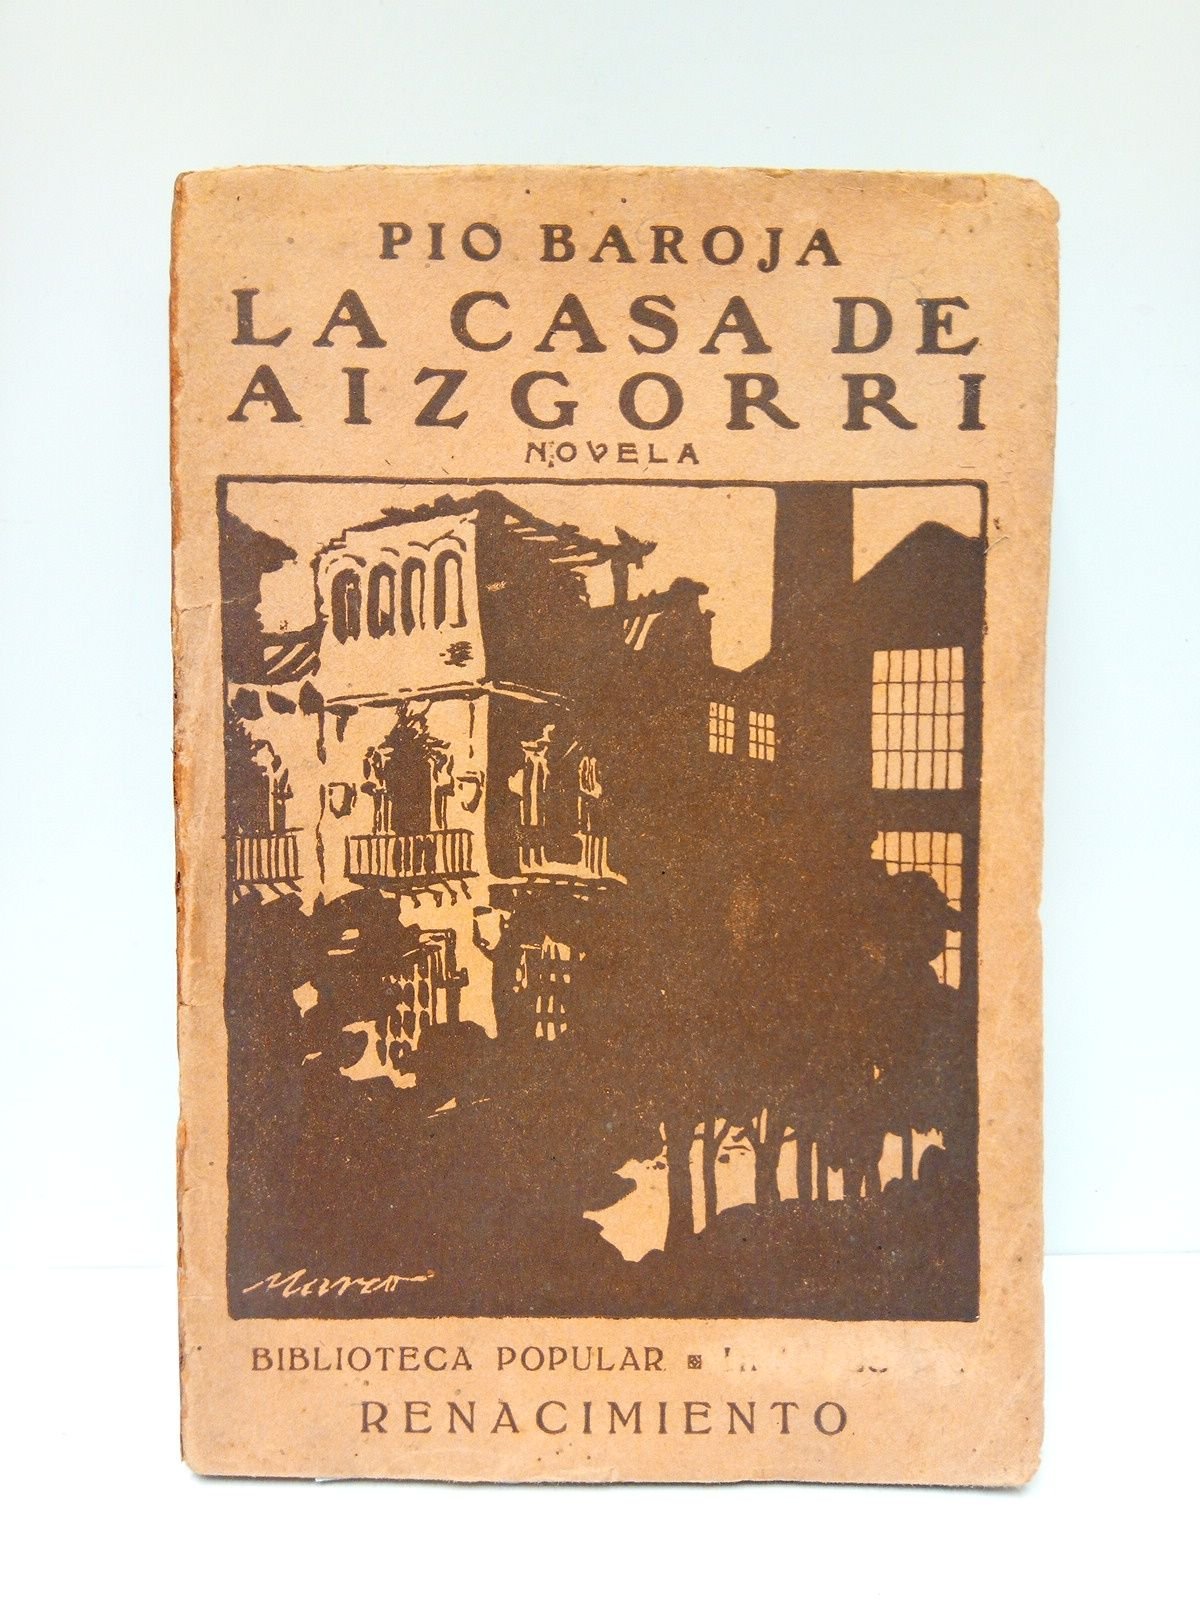 PIO BAROJA
LA CASA DE
AIZGORRI
NOVELA
Marco
BIBLIOTECA POPULAR
RENACIMIENTO